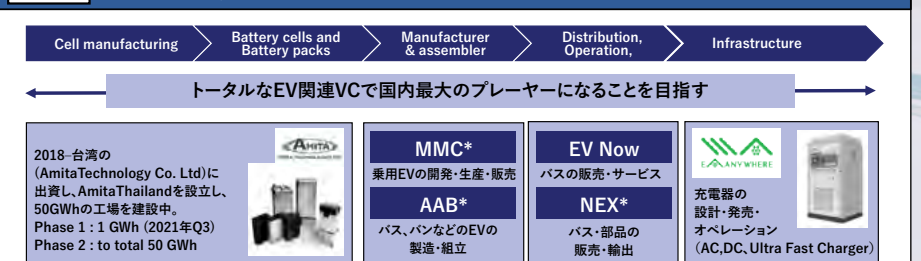 Cell manufacturing
Battery cells and
Battery packs
Manufacturer
& assembler
Distribution,
Operation,
Infrastructure
トータルなEV関連VCで国内最大のプレーヤーになることを目指す
2018–台湾の
(AmitaTechnology Co. Ltd)に
出資し、AmitaThailandを設立し、
50GWhの工場を建設中。
Phase 1 : 1 GWh (2021年Q3)
Phase 2 : to total 50 GWh
AMITA
MMC*
乗用EVの開発・生産・販売
AAB*
バス、バンなどのEVの
製造・組立
EV Now
バスの販売・サービス
NEX*
バス・部品の
販売・輸出
EA ANYWHERE
充電器の
設計・発売・
オペレーション
(AC,DC、Ultra Fast Charger)